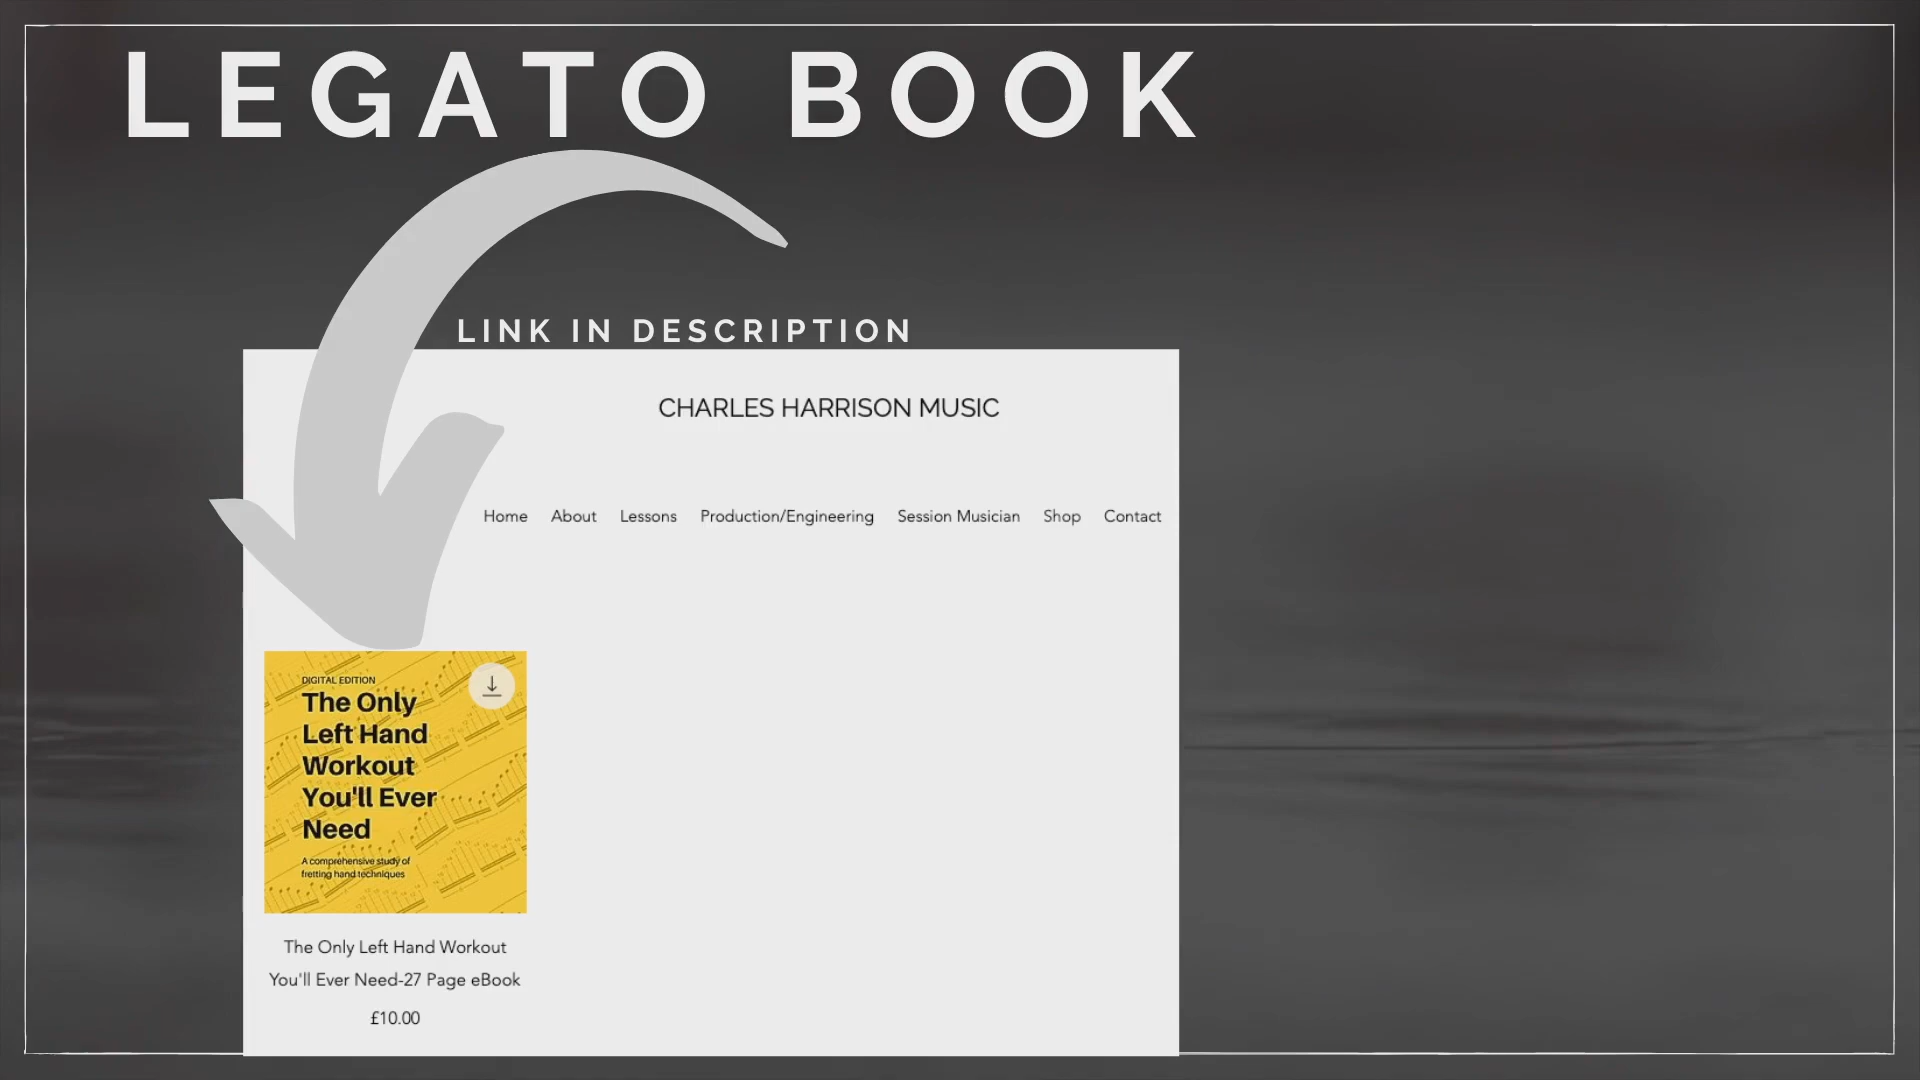 LEGATO BOOK
LINK IN DESCRIPTION
CHARLES HARRISON MUSIC
Home About Lessons Production/Engineering Session Musician Shop Contact
DIGITAL EDITION
The Only
Left Hand
Workout
You'll Ever
Need
A comprehensive study of
fretting hand techniques
The Only Left Hand Workout
You'll Ever Need-27 Page eBook
£10.00